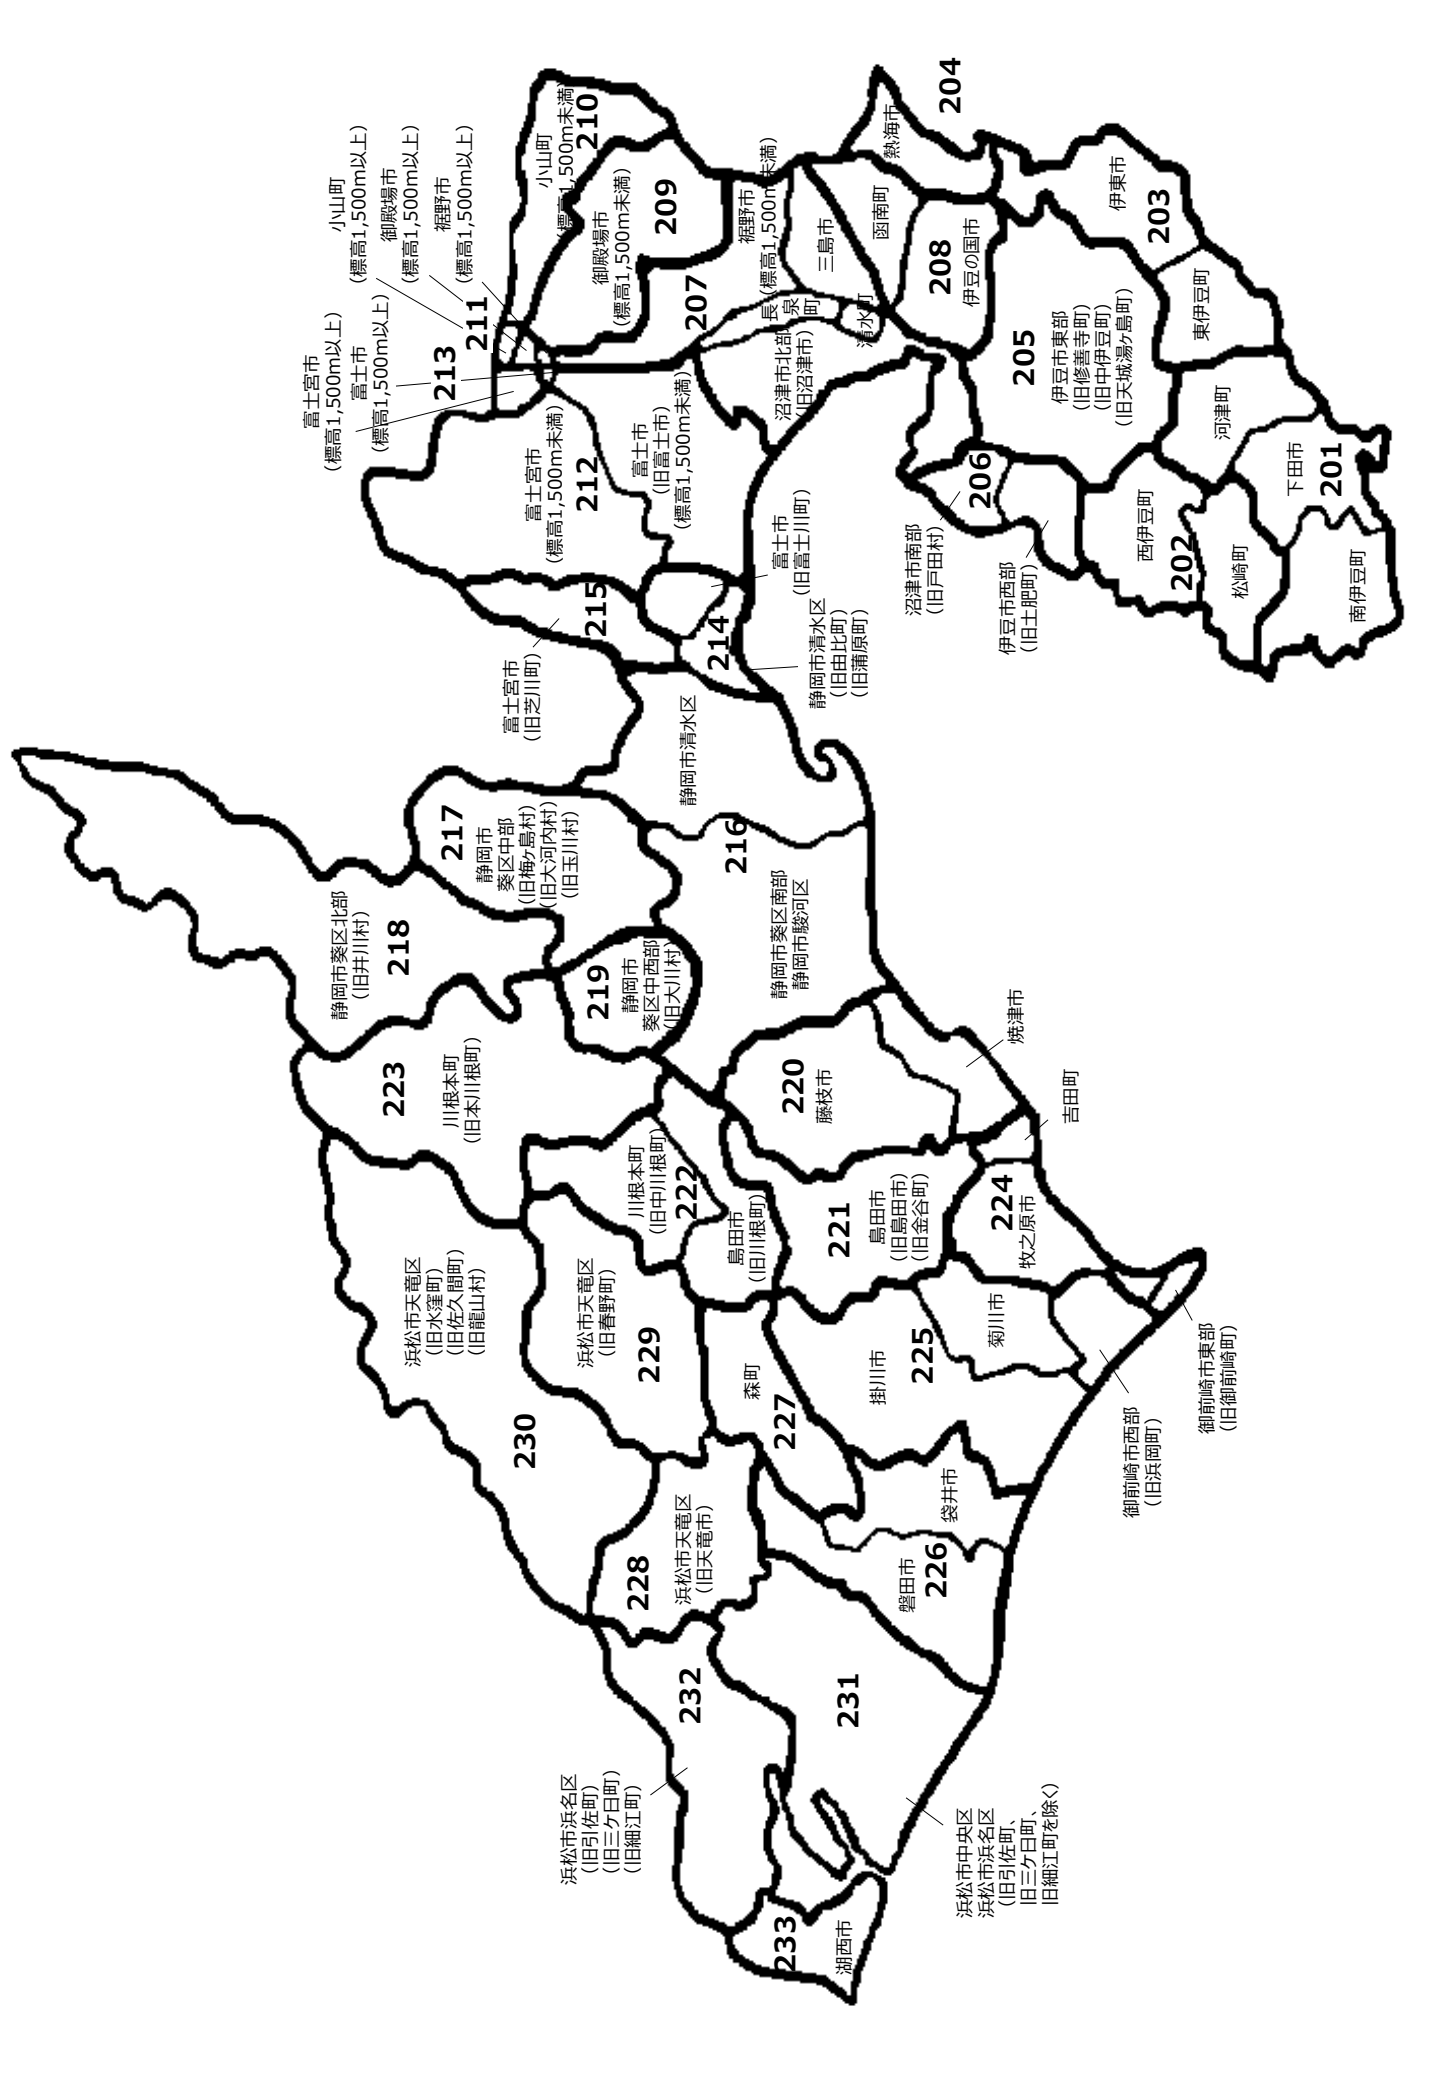 小山町
（標高1,500m以上）
御殿場市
（標高1,500m以上）
裾野市
（標高1,500m以上）
211
富士宮市
（標高1,500m以上）
富士市
（標高1,500m以上）
213
小山町
（標高1,500m未満）
210
御殿場市
（標高1,500m未満）
209
裾野市
（標高1,500m未満）
207
長泉
町
三島市
清水町
沼津市北部
（旧沼津市）
函南町
熱海市
204
208
伊豆の国市
伊東市
203
東伊豆町
205
伊豆市東部
（旧修善寺町）
（旧中伊豆町）
（旧天城湯ヶ島町）
河津町
下田市
201
南伊豆町
松崎町
202
西伊豆町
206
沼津市南部
（旧戸田村）
伊豆市西部
（旧土肥町）
富士宮市
（標高1,500m未満）
212
富士市
（旧富士市）
（標高1,500m未満）
富士市
（旧富士川町）
215
富士宮市
（旧芝川町）
214
静岡市清水区
（旧由比町）
（旧蒲原町）
静岡市清水区
216
静岡市葵区南部
静岡市駿河区
217
静岡市
葵区中部
（旧梅ヶ島村）
（旧大河内村）
（旧玉川村）
静岡市葵区北部
（旧井川村）
218
219
静岡市
葵区中西部
（旧大川村）
223
川根本町
（旧本川根町）
220
藤枝市
焼津市
吉田町
川根本町
（旧中川根町）
222
島田市
（旧川根町）
221
島田市
（旧島田市）
（旧金谷町）
224
牧之原市
浜松市天竜区
（旧水窪町）
（旧佐久間町）
（旧龍山村）
230
浜松市天竜区
（旧春野町）
229
森町
227
掛川市
225
菊川市
御前崎市東部
（旧御前崎町）
御前崎市西部
（旧浜岡町）
袋井市
磐田市
226
228
浜松市天竜区
（旧天竜市）
232
231
浜松市浜名区
（旧引佐町）
（旧三ケ日町）
（旧細江町）
浜松市中央区
浜松市浜名区
（旧引佐町、
旧三ケ日町、
旧細江町を除く）
233
湖西市